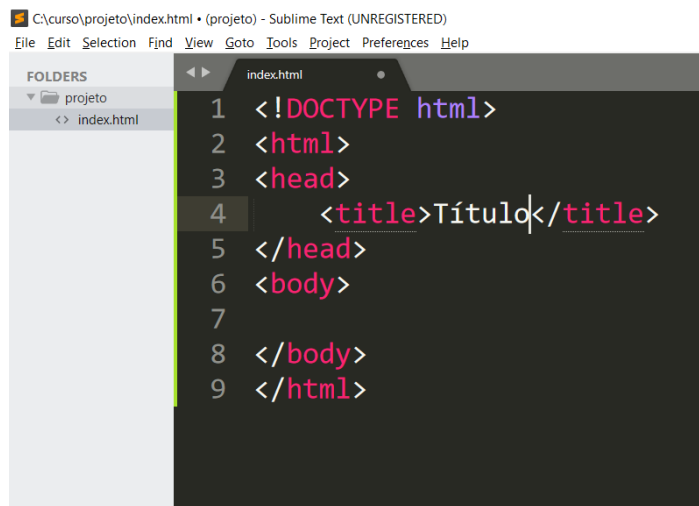 C:\curso\projeto\index.html • (projeto) - Sublime Text (UNREGISTERED)
File Edit Selection Find View Goto Tools Project Preferences Help
FOLDERS
projeto
<> index.html
index.html
1 <!DOCTYPE html>
2 <html>
3 <head>
4 <title>Título</title>
5 </head>
6 <body>
7
8 </body>
9 </html>